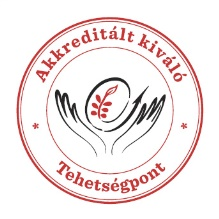 Akkreditált kiváló
* Tehetségpont *